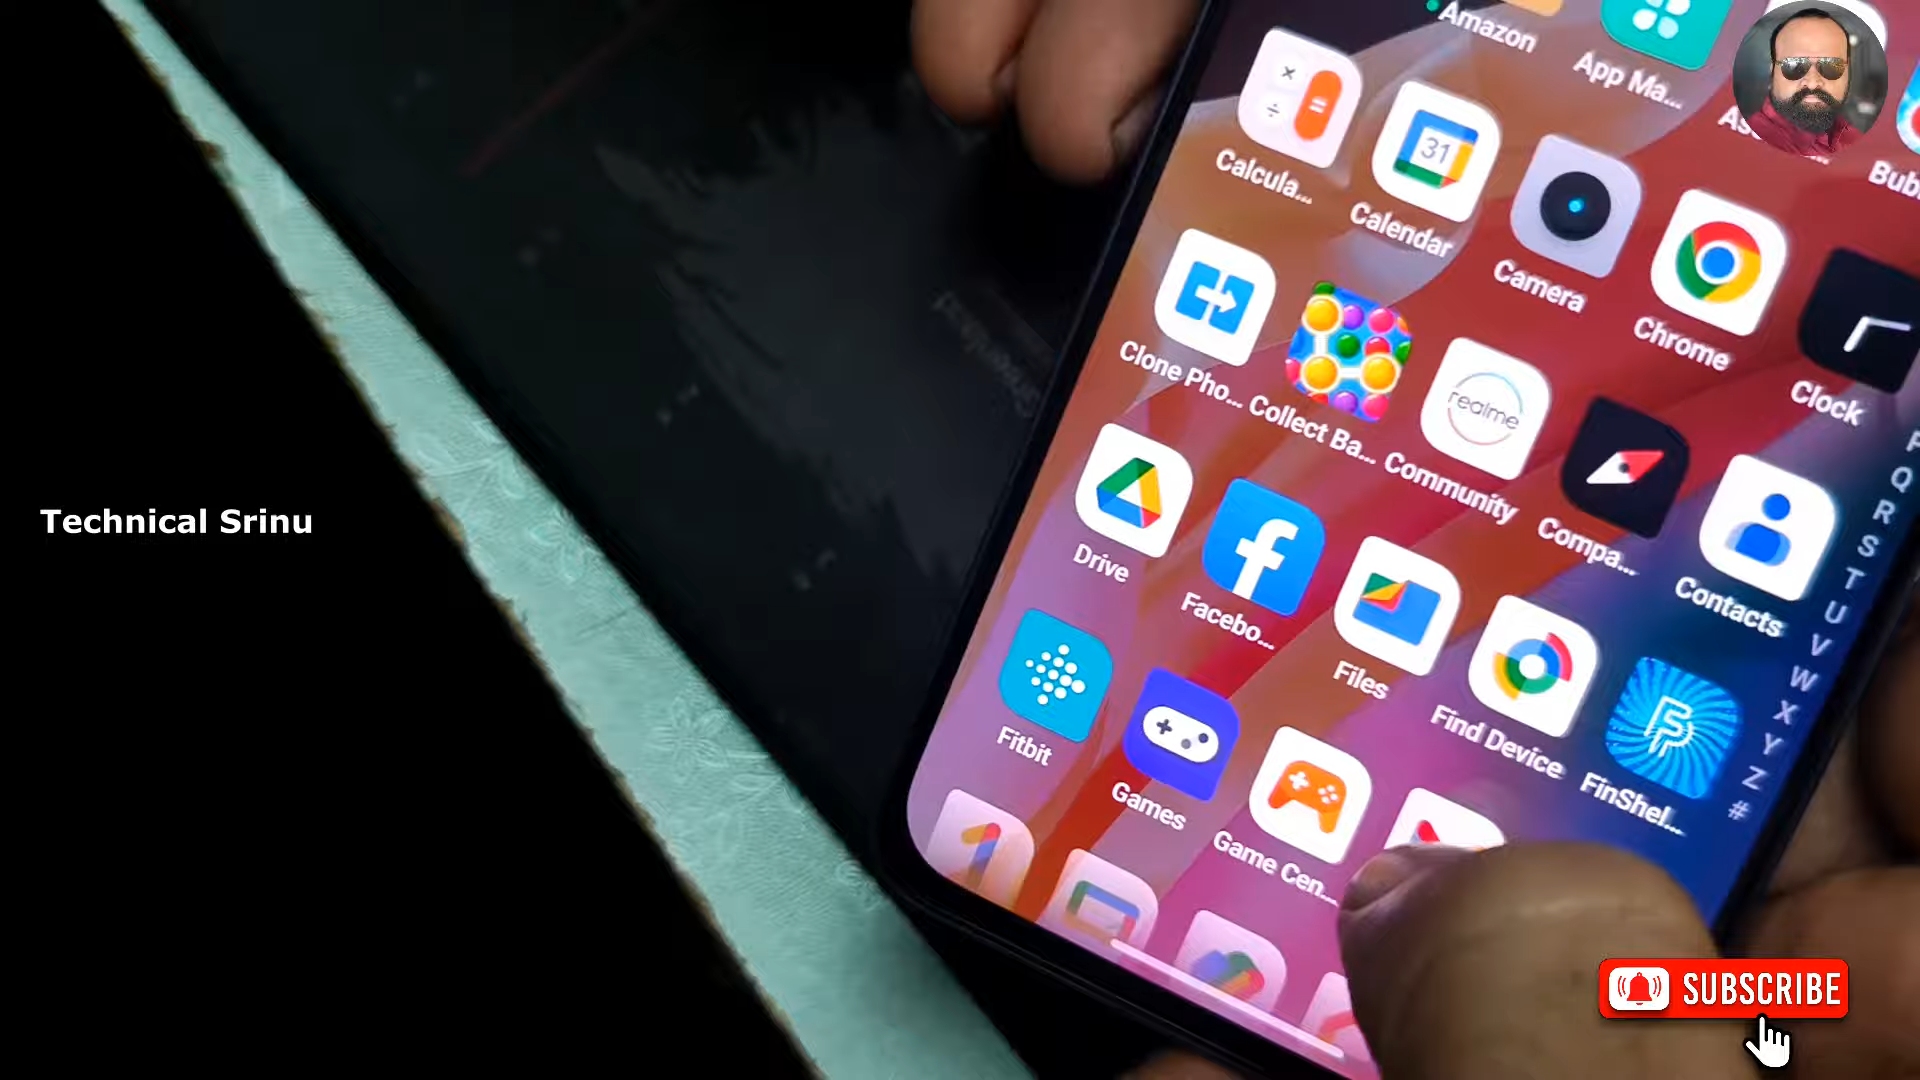 Amazon
App Ma...
Bub
Calcula...
31
Calendar
Camera
Chrome
Clock
Clone Pho...
Collect Ba...
realme
Community
Compa...
Contacts
Drive
Facebo...
Files
Find Device
FinShel...
Fitbit
Games
Game Cen...
Q
R
S
T
U
V
W
X
Y
Z
#
Technical Srinu
SUBSCRIBE